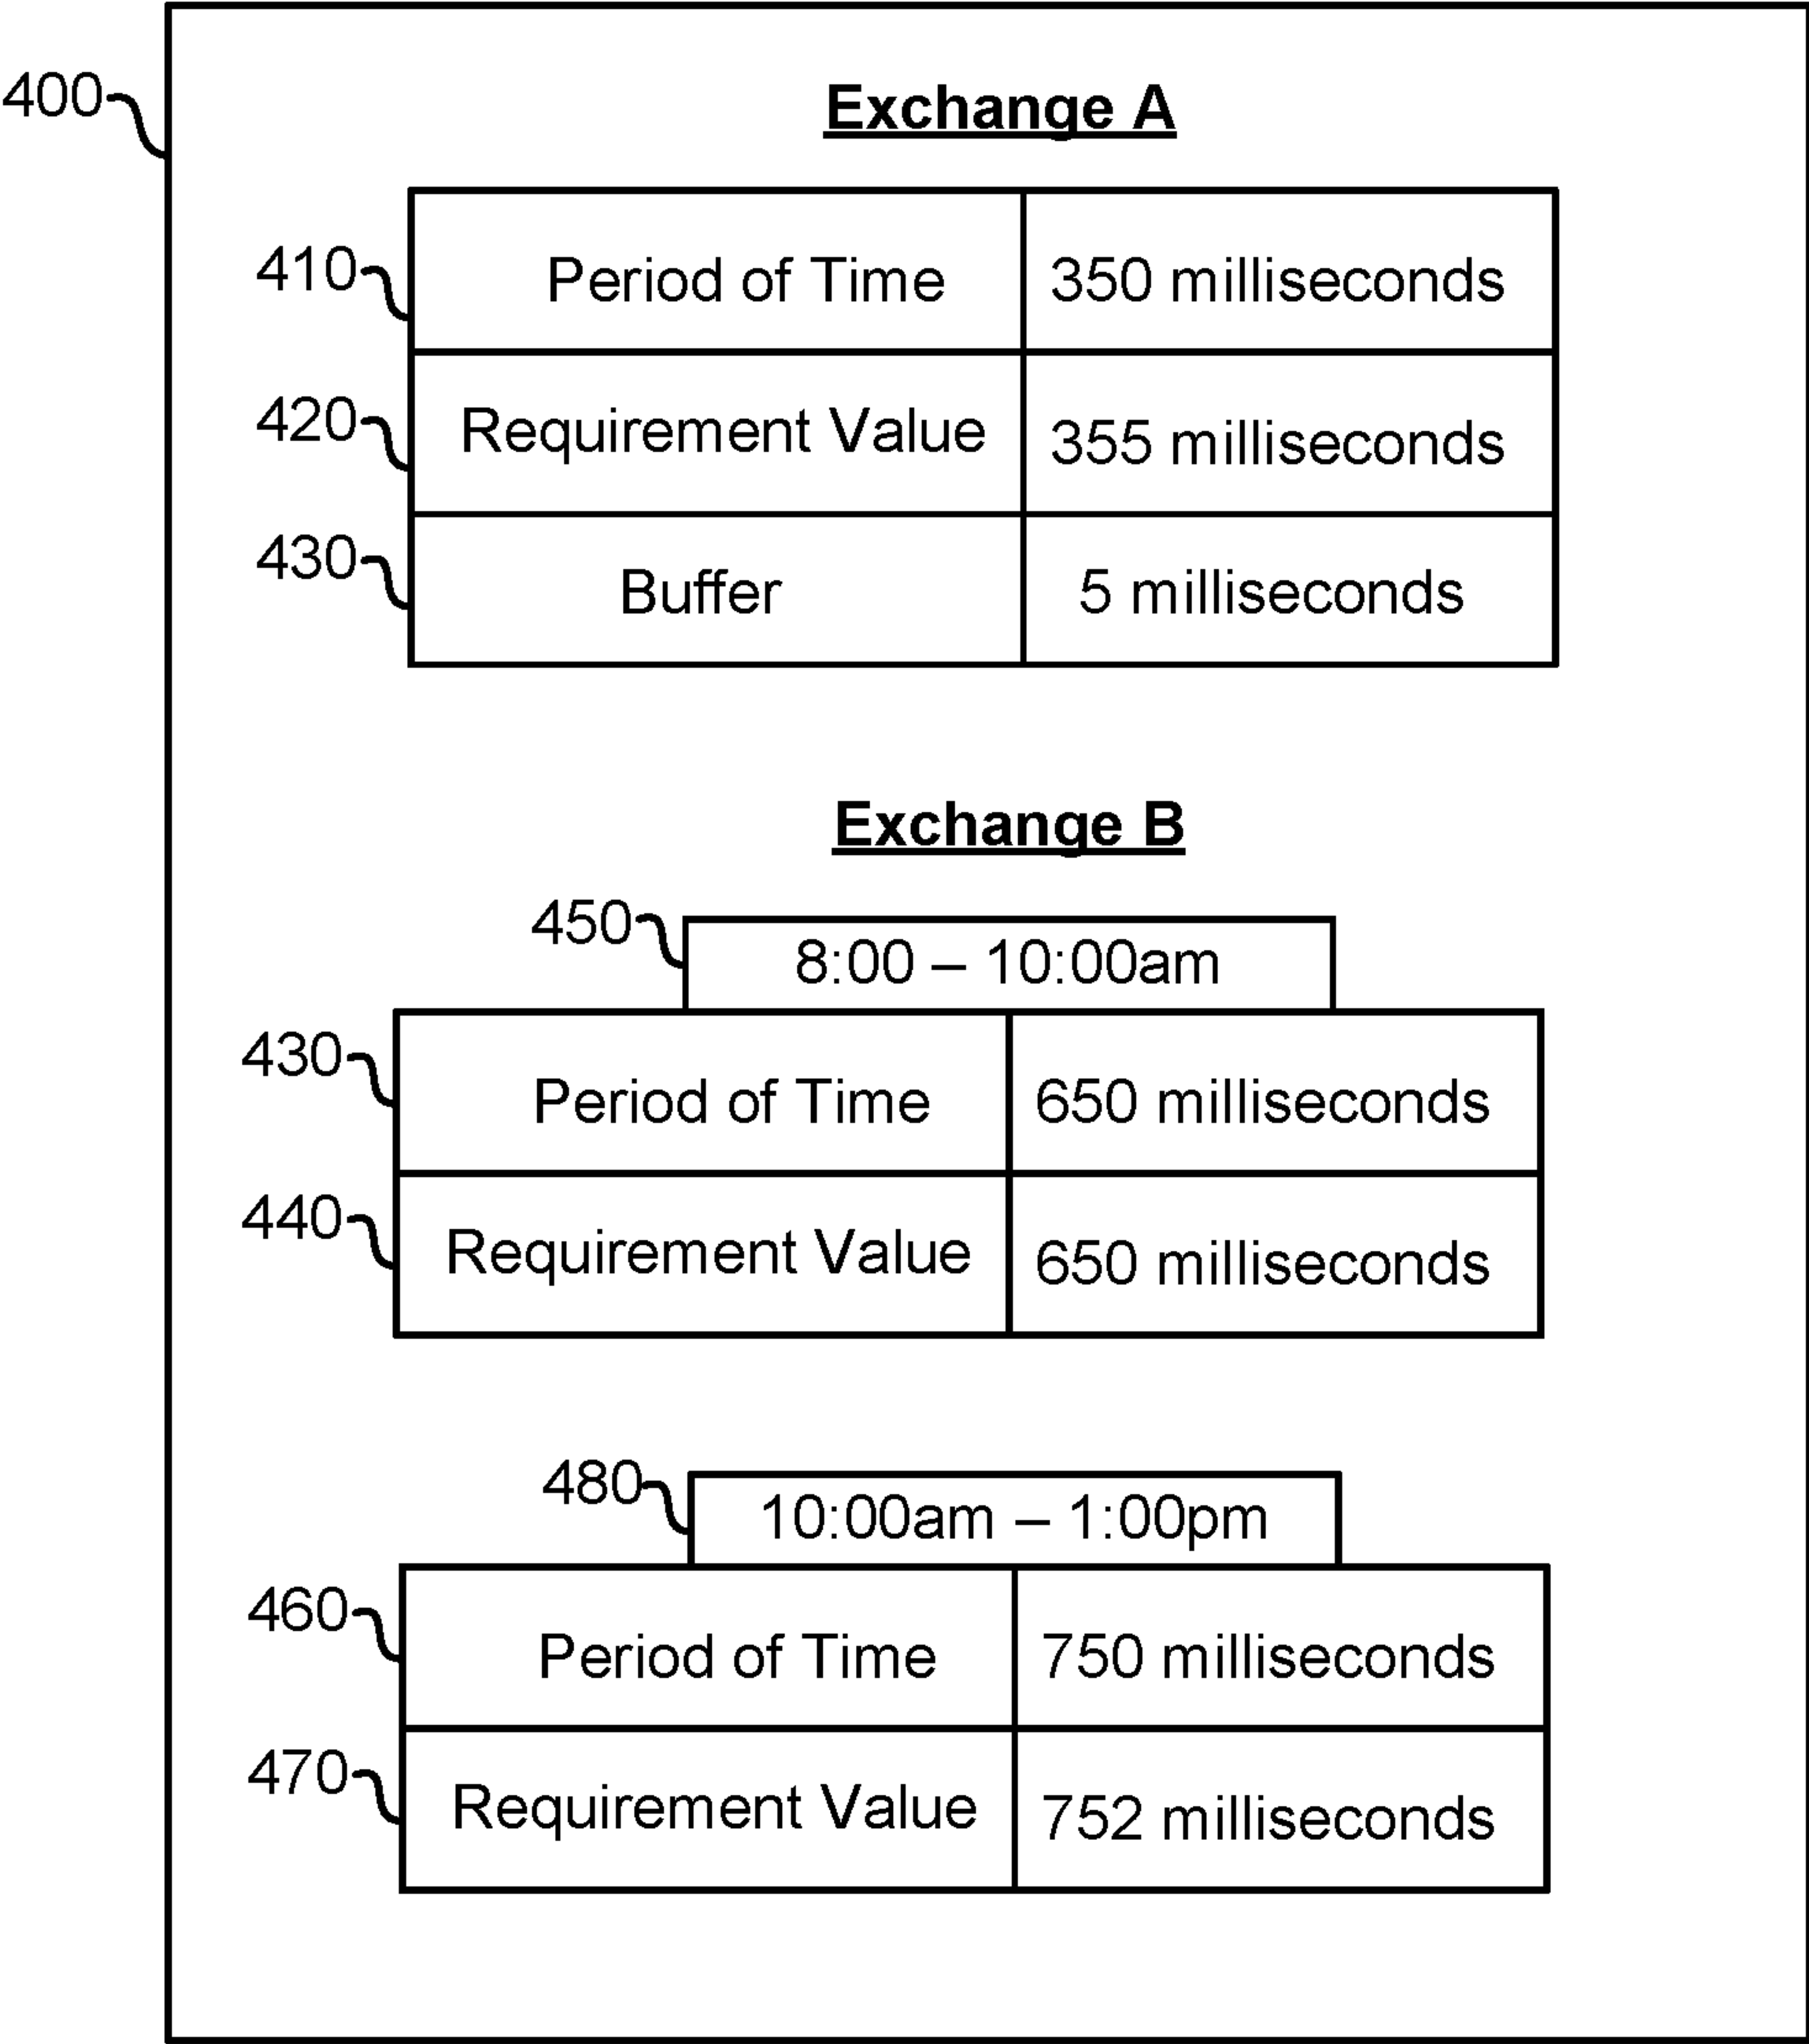 400
Exchange A
410 Period of Time 350 milliseconds
420 Requirement Value 355 milliseconds
430 Buffer 5 milliseconds
Exchange B
450 8:00 – 10:00am
430 Period of Time 650 milliseconds
440 Requirement Value 650 milliseconds
480 10:00am – 1:00pm
460 Period of Time 750 milliseconds
470 Requirement Value 752 milliseconds